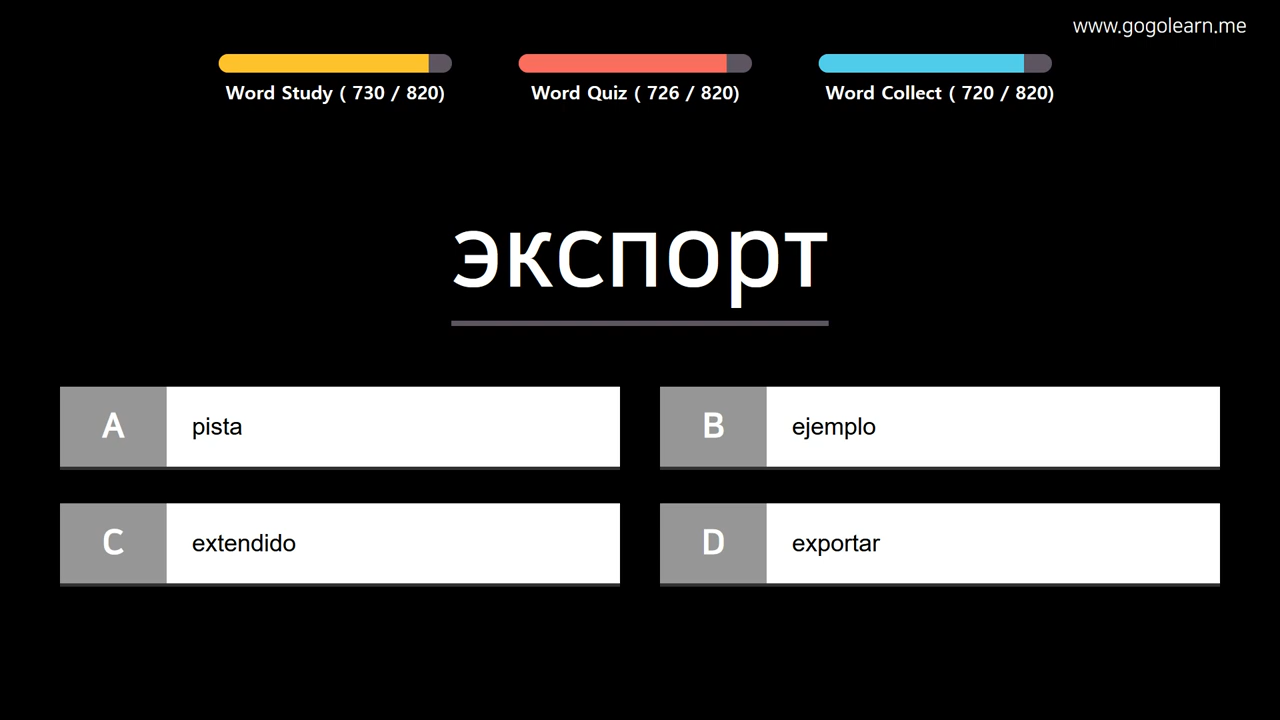 www.gogolearn.me
Word Study ( 730 / 820)
Word Quiz ( 726 / 820)
Word Collect ( 720 / 820)
экспорт
A pista
B ejemplo
C extendido
D exportar